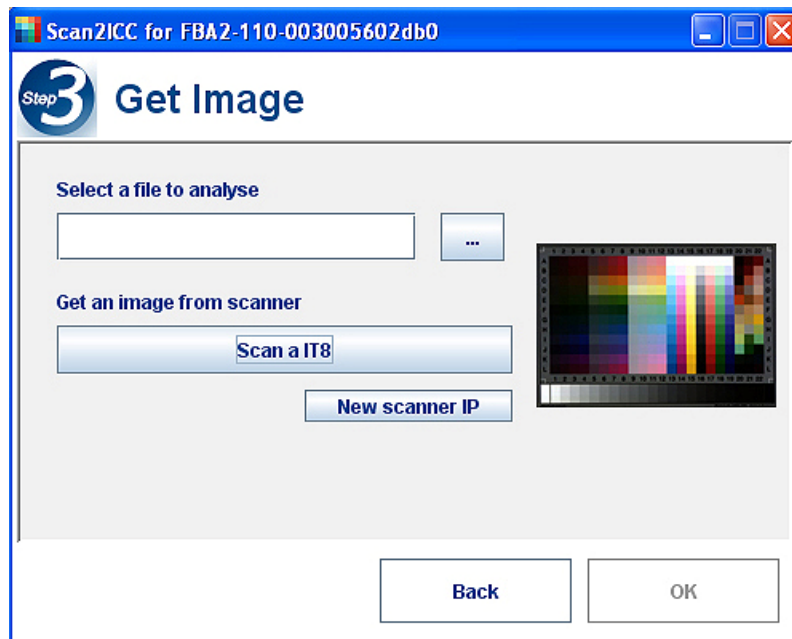 Scan2ICC for FBA2-110-003005602db0
Step 3 Get Image
Select a file to analyse
...
Get an image from scanner
Scan a IT8
New scanner IP
Back
OK